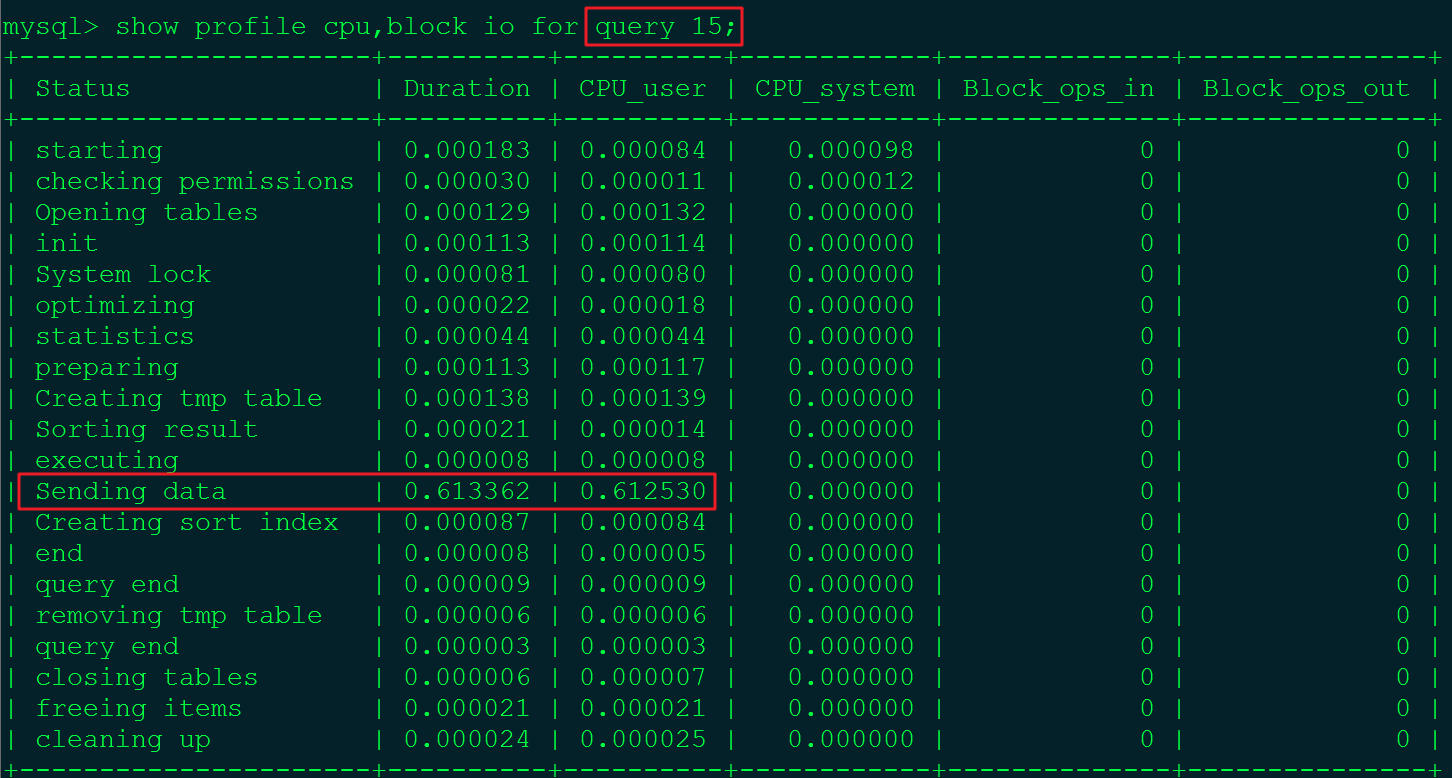 mysql> show profile cpu,block io for query 15;
+----------------------+----------+----------+------------+--------------+---------------+
| Status               | Duration | CPU_user | CPU_system | Block_ops_in | Block_ops_out |
+----------------------+----------+----------+------------+--------------+---------------+
| starting             | 0.000183 | 0.000084 |   0.000098 |            0 |             0 |
| checking permissions | 0.000030 | 0.000011 |   0.000012 |            0 |             0 |
| Opening tables       | 0.000129 | 0.000132 |   0.000000 |            0 |             0 |
| init                 | 0.000113 | 0.000114 |   0.000000 |            0 |             0 |
| System lock          | 0.000081 | 0.000080 |   0.000000 |            0 |             0 |
| optimizing           | 0.000022 | 0.000018 |   0.000000 |            0 |             0 |
| statistics           | 0.000044 | 0.000044 |   0.000000 |            0 |             0 |
| preparing            | 0.000113 | 0.000117 |   0.000000 |            0 |             0 |
| Creating tmp table   | 0.000138 | 0.000139 |   0.000000 |            0 |             0 |
| Sorting result       | 0.000021 | 0.000014 |   0.000000 |            0 |             0 |
| executing            | 0.000008 | 0.000008 |   0.000000 |            0 |             0 |
| Sending data         | 0.613362 | 0.612530 |   0.000000 |            0 |             0 |
| Creating sort index  | 0.000087 | 0.000084 |   0.000000 |            0 |             0 |
| end                  | 0.000008 | 0.000005 |   0.000000 |            0 |             0 |
| query end            | 0.000009 | 0.000009 |   0.000000 |            0 |             0 |
| removing tmp table   | 0.000006 | 0.000006 |   0.000000 |            0 |             0 |
| query end            | 0.000003 | 0.000003 |   0.000000 |            0 |             0 |
| closing tables       | 0.000006 | 0.000007 |   0.000000 |            0 |             0 |
| freeing items        | 0.000021 | 0.000021 |   0.000000 |            0 |             0 |
| cleaning up          | 0.000024 | 0.000025 |   0.000000 |            0 |             0 |
+----------------------+----------+----------+------------+--------------+---------------+